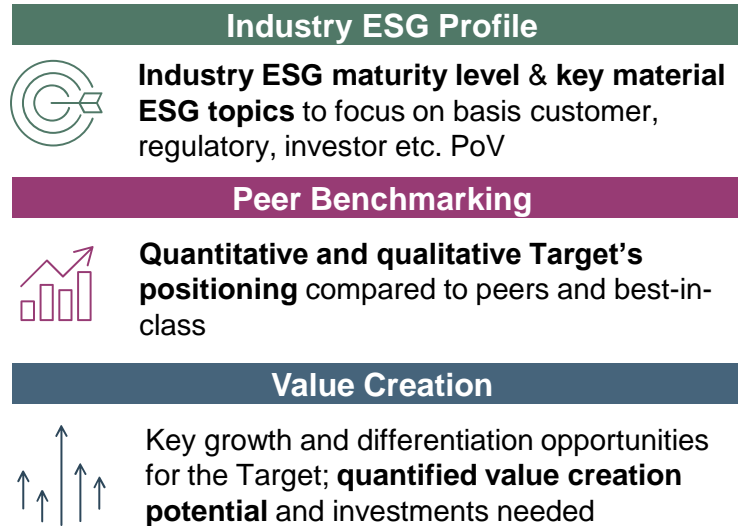 Industry ESG Profile
Industry ESG maturity level & key material
ESG topics to focus on basis customer,
regulatory, investor etc. PoV
Peer Benchmarking
Quantitative and qualitative Target’s
positioning compared to peers and best-in-
class
Value Creation
Key growth and differentiation opportunities
for the Target; quantified value creation
potential and investments needed